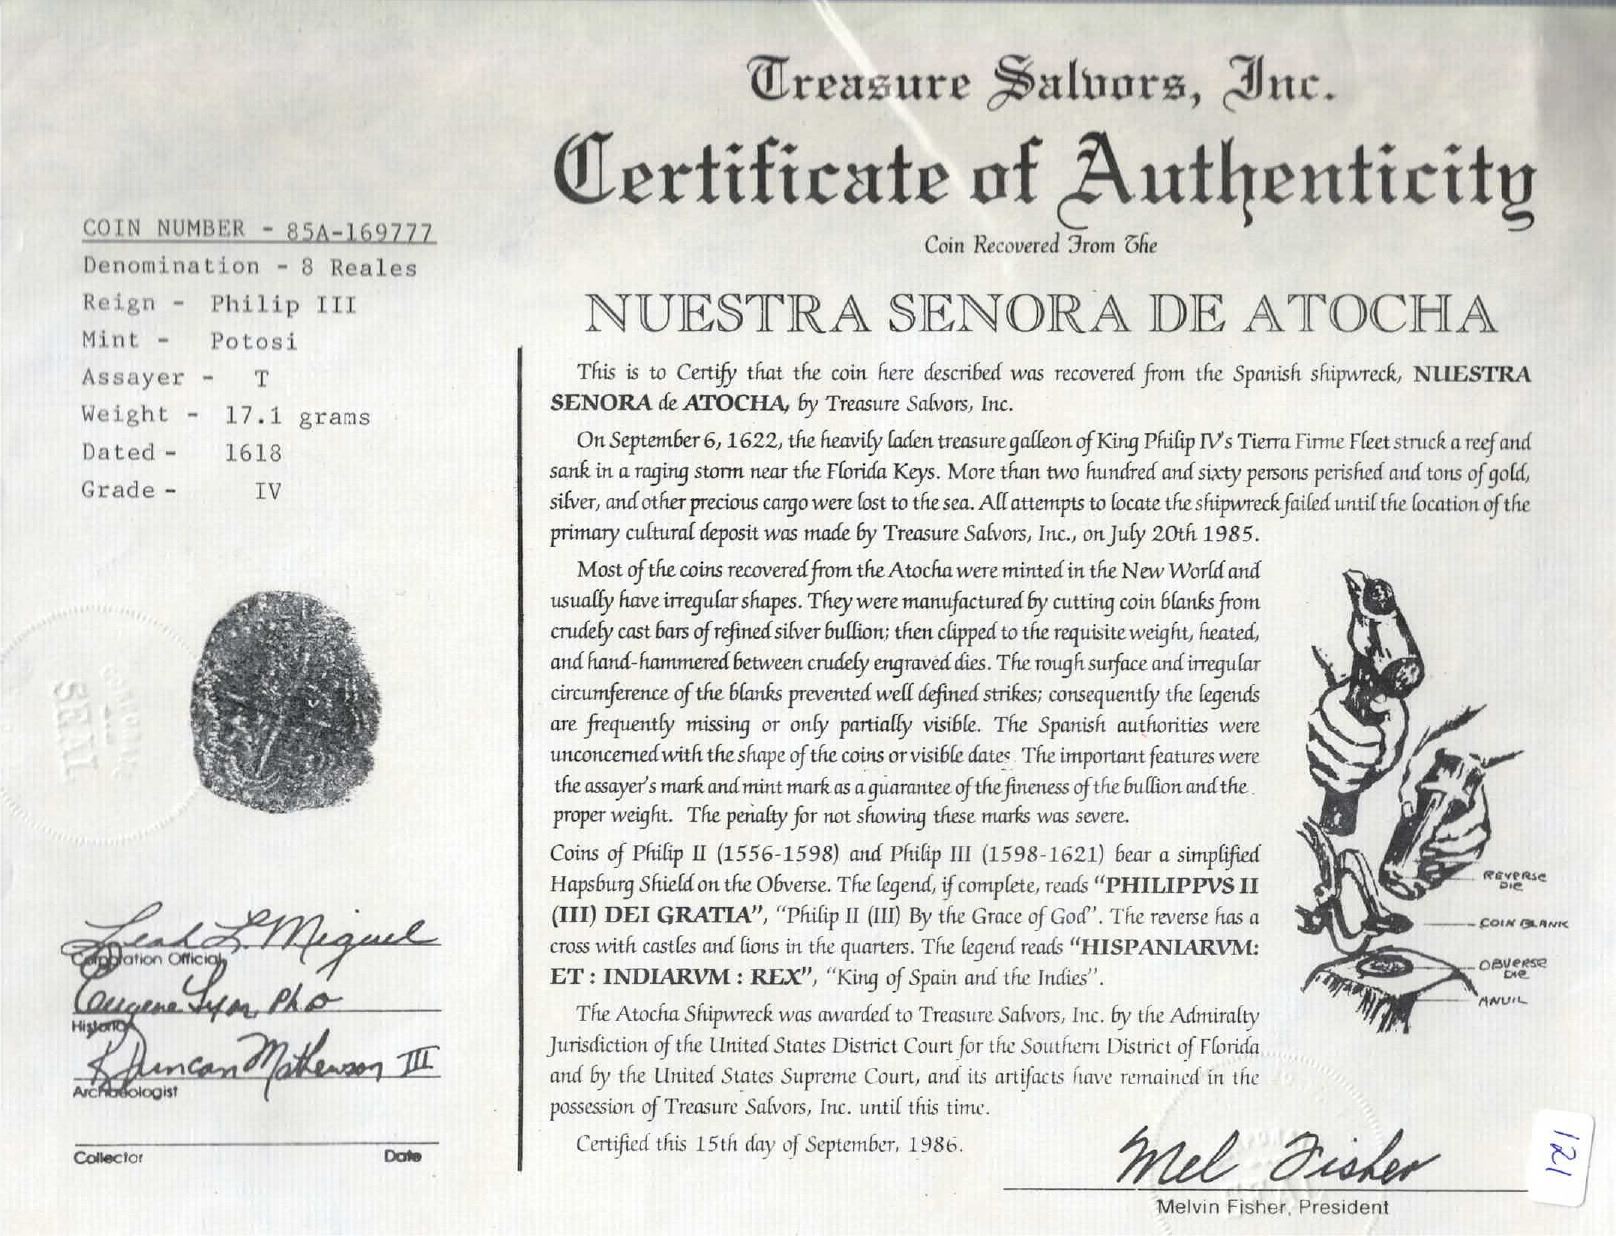 Treasure Salvors, Inc.
Certificate of Authenticity
Coin Recovered From The
NUESTRA SENORA DE ATOCHA
COIN NUMBER - 85A-169777
Denomination - 8 Reales
Reign - Philip III
Mint - Potosi
Assayer - T
Weight - 17.1 grams
Dated - 1618
Grade - IV
SEAL
Leah L. Miguel
Corporation Official
Eugene Lyon, PhD
Historian
R. Duncan Mathewson III
Archaeologist
Collector Date
This is to Certify that the coin here described was recovered from the Spanish shipwreck, NUESTRA
SENORA de ATOCHA, by Treasure Salvors, Inc.
On September 6, 1622, the heavily laden treasure galleon of King Philip IV's Tierra Firme Fleet struck a reef and
sank in a raging storm near the Florida Keys. More than two hundred and sixty persons perished and tons of gold,
silver, and other precious cargo were lost to the sea. All attempts to locate the shipwreck failed until the location of the
primary cultural deposit was made by Treasure Salvors, Inc., on July 20th 1985.
Most of the coins recovered from the Atocha were minted in the New World and
usually have irregular shapes. They were manufactured by cutting coin blanks from
crudely cast bars of refined silver bullion; then clipped to the requisite weight, heated,
and hand-hammered between crudely engraved dies. The rough surface and irregular
circumference of the blanks prevented well defined strikes; consequently the legends
are frequently missing or only partially visible. The Spanish authorities were
unconcerned with the shape of the coins or visible dates. The important features were
the assayer's mark and mint mark as a guarantee of the fineness of the bullion and the
proper weight. The penalty for not showing these marks was severe.
Coins of Philip II (1556-1598) and Philip III (1598-1621) bear a simplified
Hapsburg Shield on the Obverse. The legend, if complete, reads "PHILIPPVS II
(III) DEI GRATIA", "Philip II (III) By the Grace of God". The reverse has a
cross with castles and lions in the quarters. The legend reads "HISPANIARVM:
ET : INDIARVM : REX", "King of Spain and the Indies".
The Atocha Shipwreck was awarded to Treasure Salvors, Inc. by the Admiralty
Jurisdiction of the United States District Court for the Southern District of Florida
and by the United States Supreme Court, and its artifacts have remained in the
possession of Treasure Salvors, Inc. until this time.
Certified this 15th day of September, 1986.
REVERSE
DIE
COIN BLANK
OBVERSE
DIE
ANVIL
Mel Fisher
Melvin Fisher, President
121